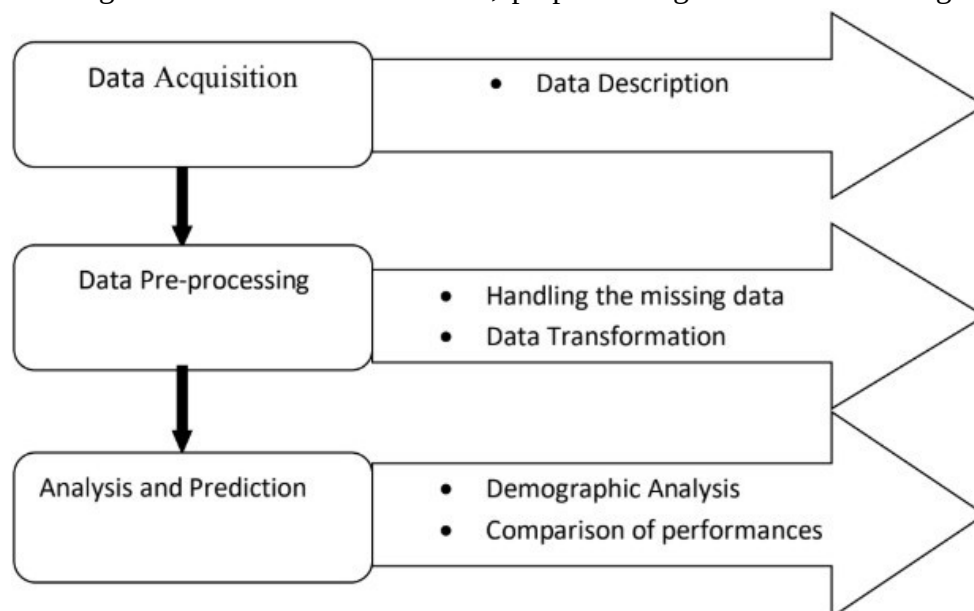 Data Acquisition
• Data Description
Data Pre-processing
• Handling the missing data
• Data Transformation
Analysis and Prediction
• Demographic Analysis
• Comparison of performances